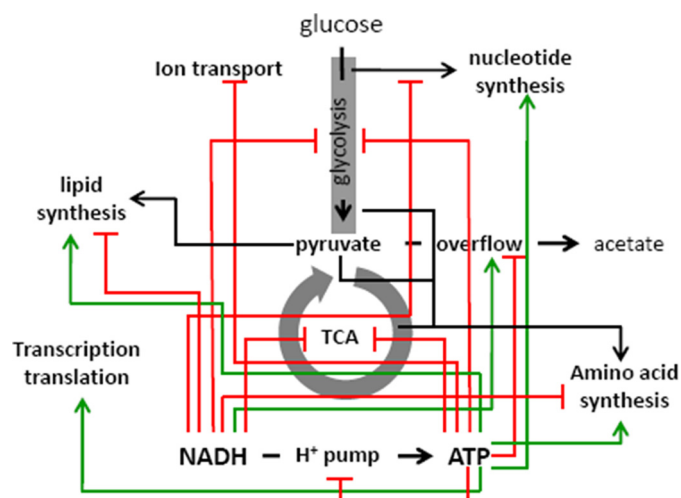 glucose
Ion transport
nucleotide
synthesis
glycolysis
lipid
synthesis
pyruvate
overflow
acetate
TCA
Transcription
translation
Amino acid
synthesis
NADH
H⁺ pump
ATP